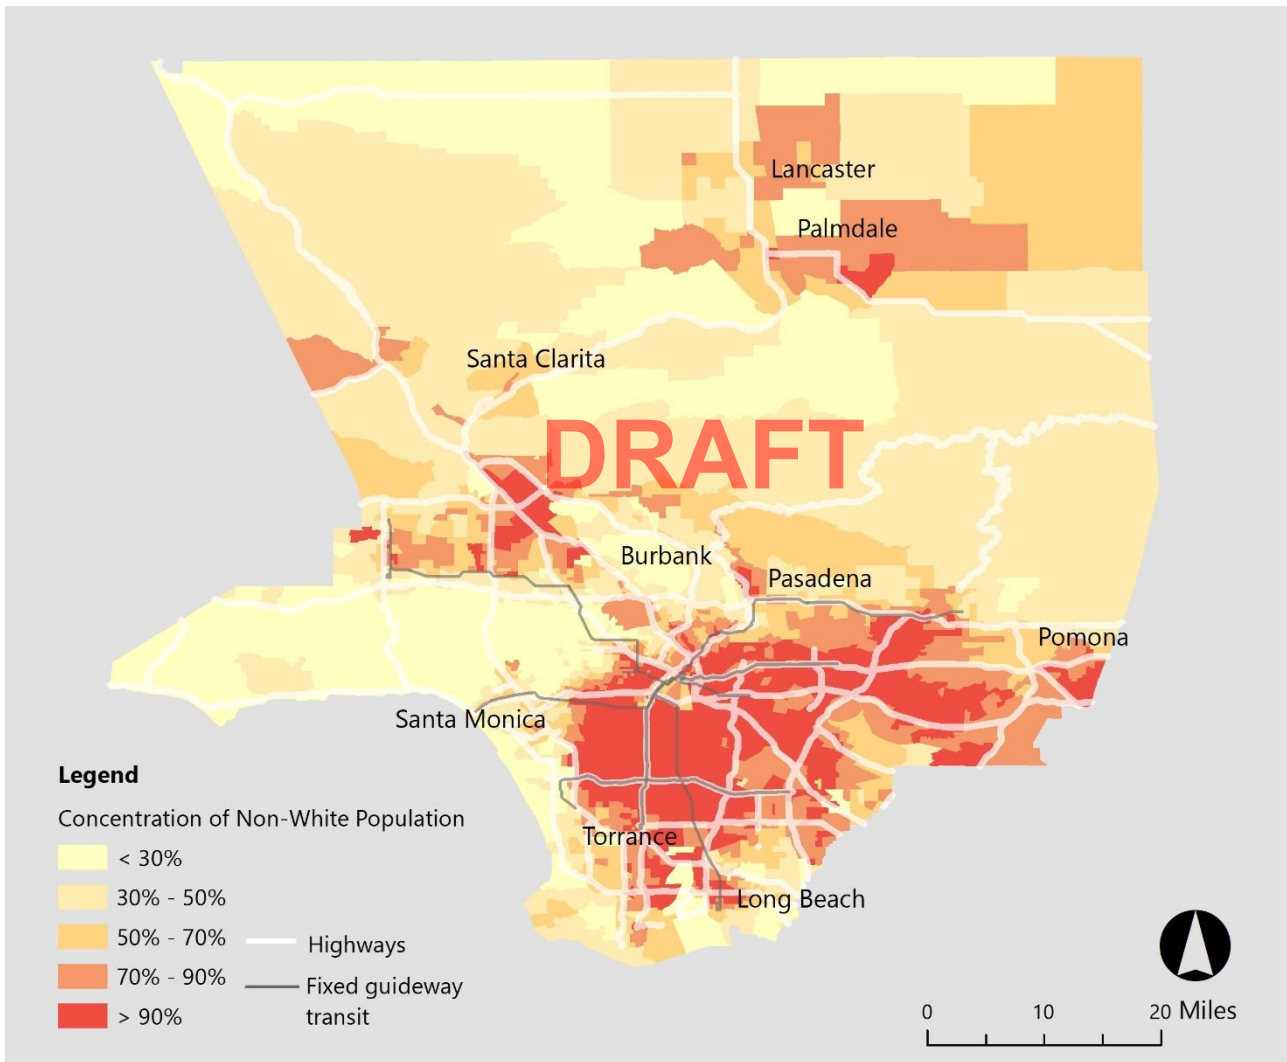 Lancaster
Palmdale
Santa Clarita
DRAFT
Burbank
Pasadena
Pomona
Santa Monica
Torrance
Long Beach
Legend
Concentration of Non-White Population
< 30%
30% - 50%
50% - 70%
70% - 90%
> 90%
Highways
Fixed guideway
transit
0 10 20 Miles